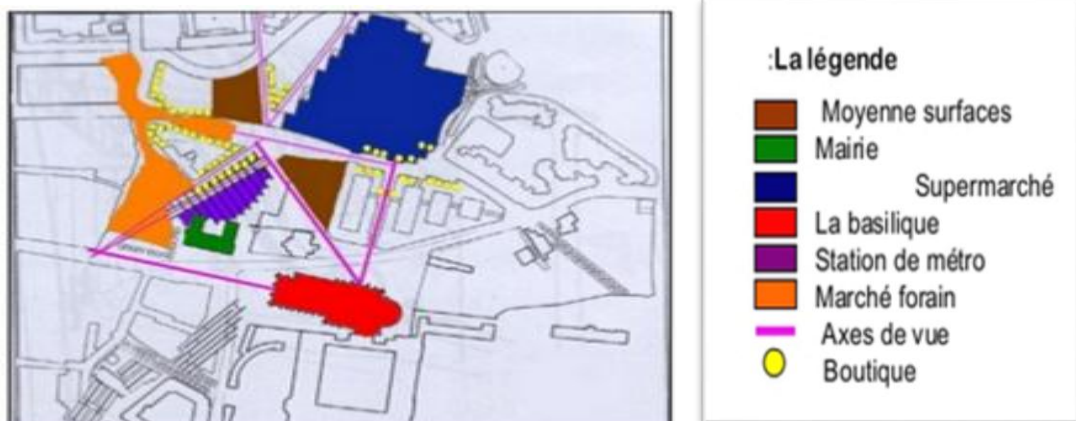 :La légende
Moyenne surfaces
Mairie
Supermarché
La basilique
Station de métro
Marché forain
Axes de vue
Boutique